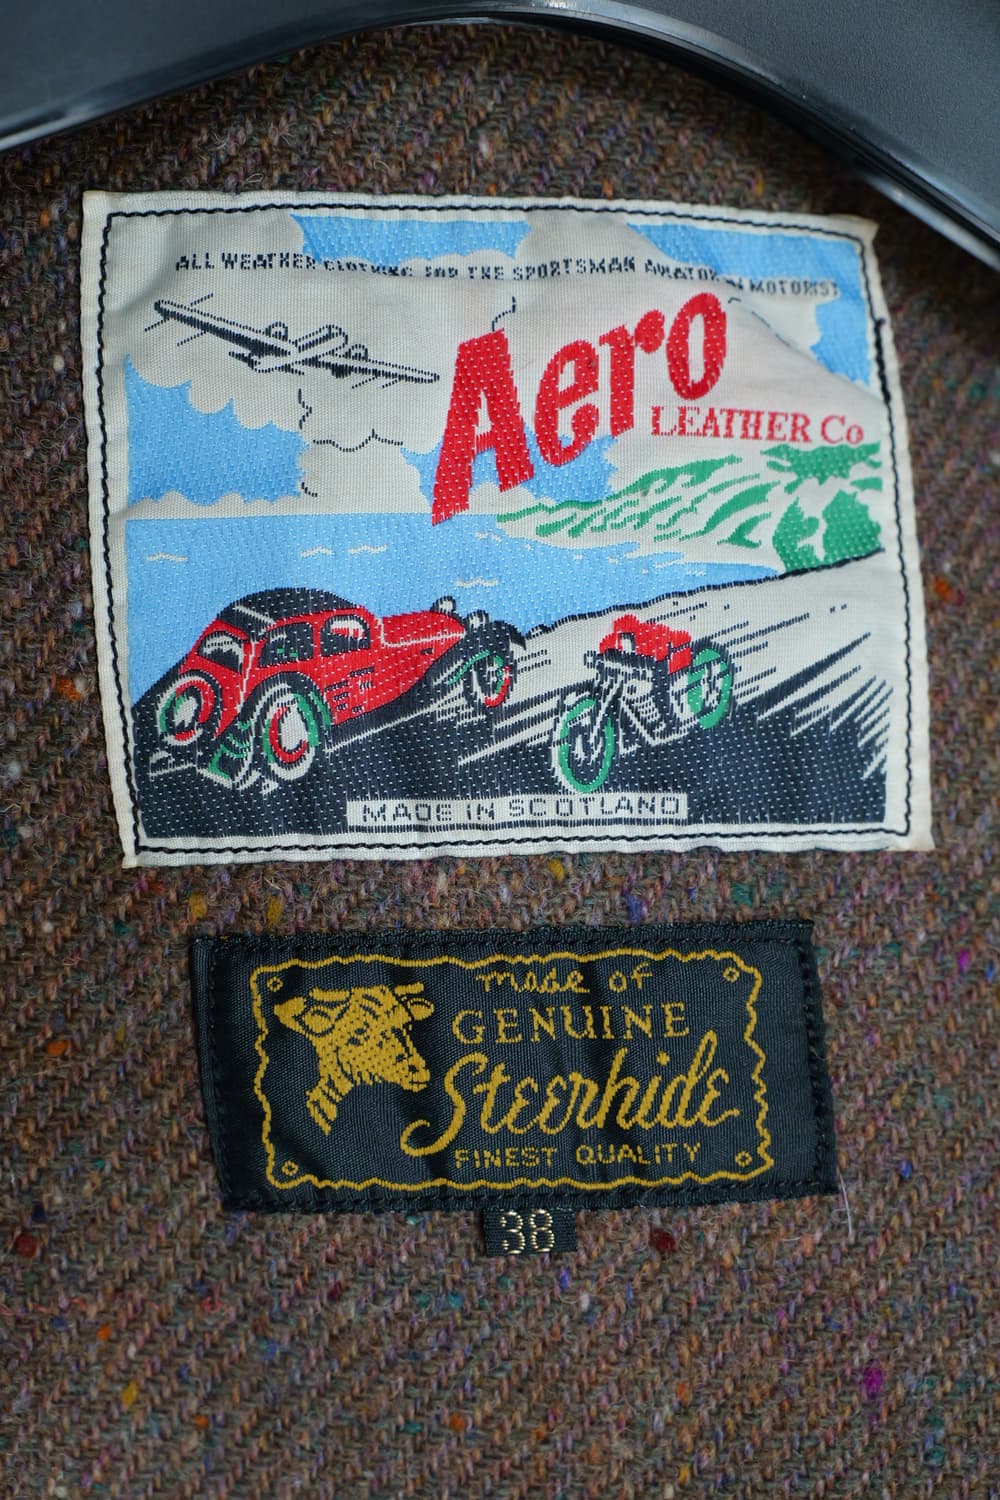 ALL WEATHER CLOTHING FOR THE SPORTSMAN AVIATOR & MOTORIST
Aero
LEATHER Co
MADE IN SCOTLAND
made of
GENUINE
Steerhide
FINEST QUALITY
38